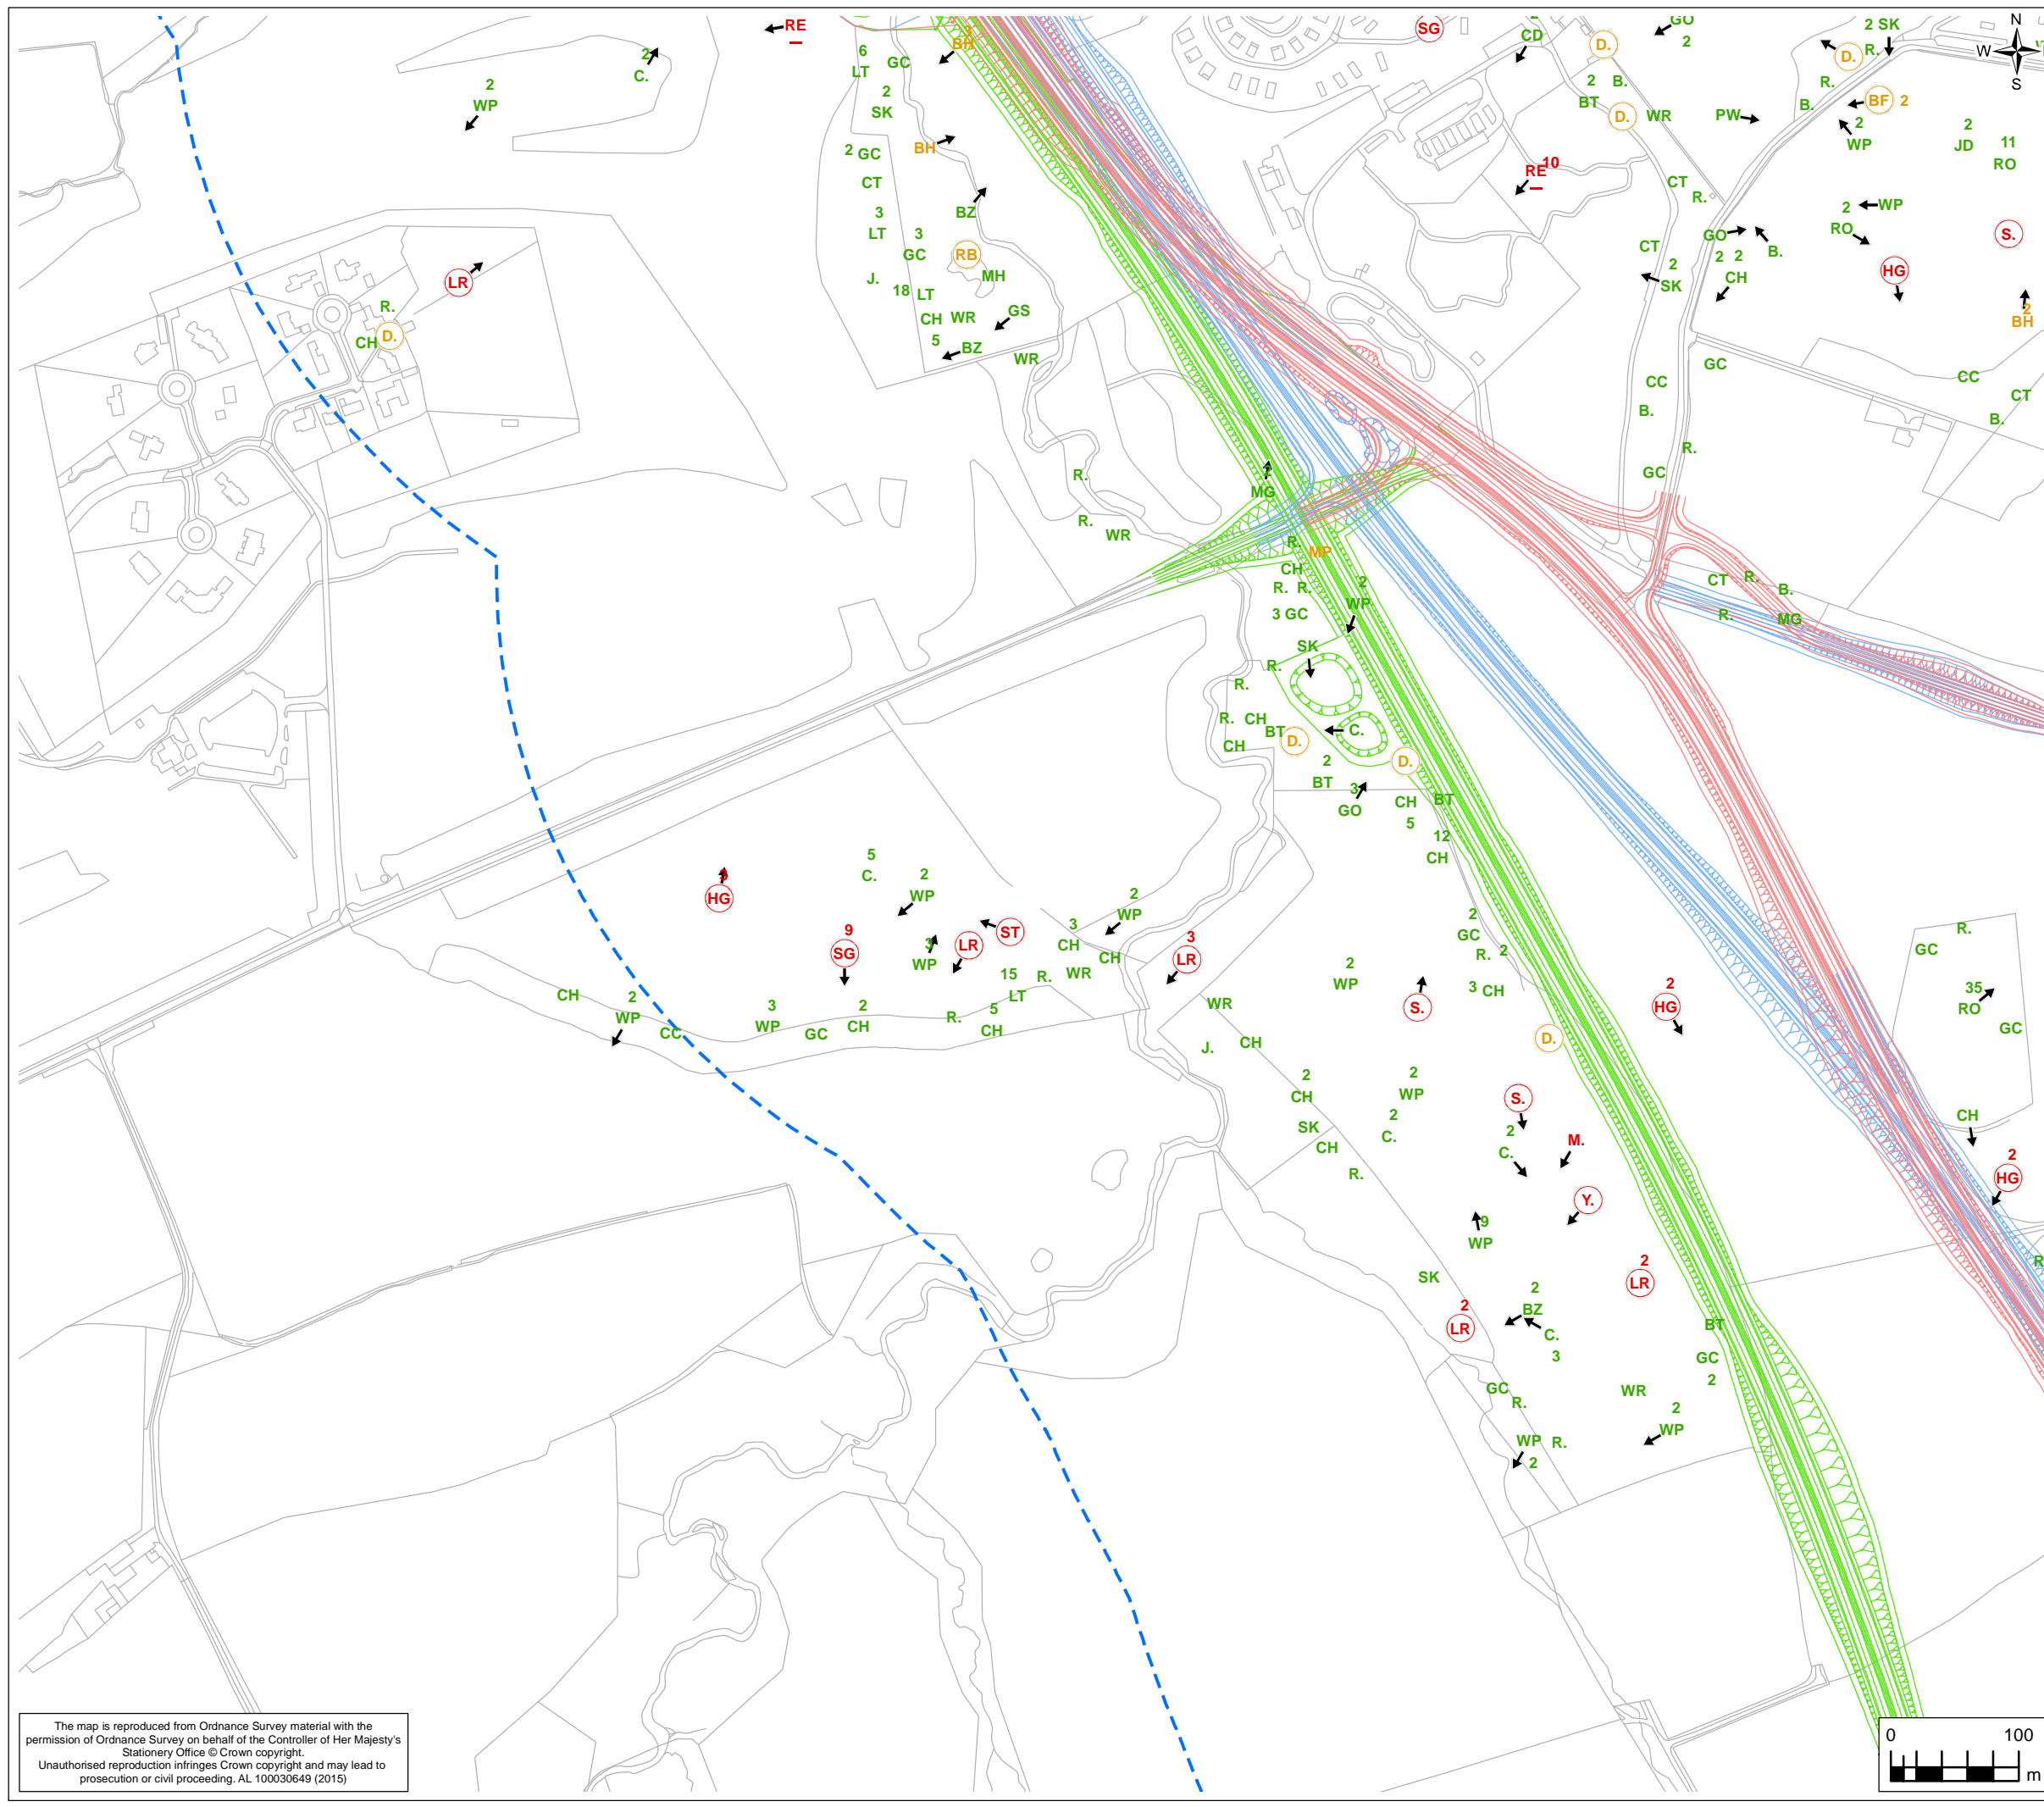 RE
3
BH
SG
2
CD
GO
2
D.
2 SK
R.
D.
N
W
E
S
6
LT
GC
2
C.
2
WP
2
SK
R.
B.
BF 2
2
BT
B.
D.
WR
PW
2
WP
2
JD
11
RO
BH
2 GC
CT
RE 10
CT
R.
3
LT
BZ
2
RO
WP
S.
3
GC
RB
CT
GO
B.
HG
LR
J.
MH
2
SK
2 2
CH
18 LT
R.
CH
D.
CH
5
WR
GS
BZ
WR
2
BH
GC
CC
CC
B.
CT
B.
R.
GC
R.
MG
R.
WR
R.
MP
CH
R. R.
3 GC
2
WP
CT
R.
B.
R.
MG
SK
R.
R.
R.
CH
BT
D.
C.
CH
2
BT
D.
3
GO
CH
5
BT
12
CH
9
HG
5
C.
2
WP
9
SG
3
WP
LR
ST
3
CH
2
WP
CH
3
LR
WR
15
LT
R.
2
GC
R. 2
3 CH
2
WP
S.
2
HG
R.
GC
35
RO
GC
CH
2
WP
CC
3
WP
GC
2
CH
R.
5
CH
WR
J.
CH
D.
2
CH
2
WP
2
C.
S.
2
C.
M.
SK
CH
R.
Y.
CH
2
HG
9
WP
SK
2
LR
2
LR
2
BZ
C.
3
BT
GC
2
R
GC
R.
WR
2
WP
WP
2
R.
The map is reproduced from Ordnance Survey material with the
permission of Ordnance Survey on behalf of the Controller of Her Majesty's
Stationery Office © Crown copyright.
Unauthorised reproduction infringes Crown copyright and may lead to
prosecution or civil proceeding. AL 100030649 (2015)
0 100
m